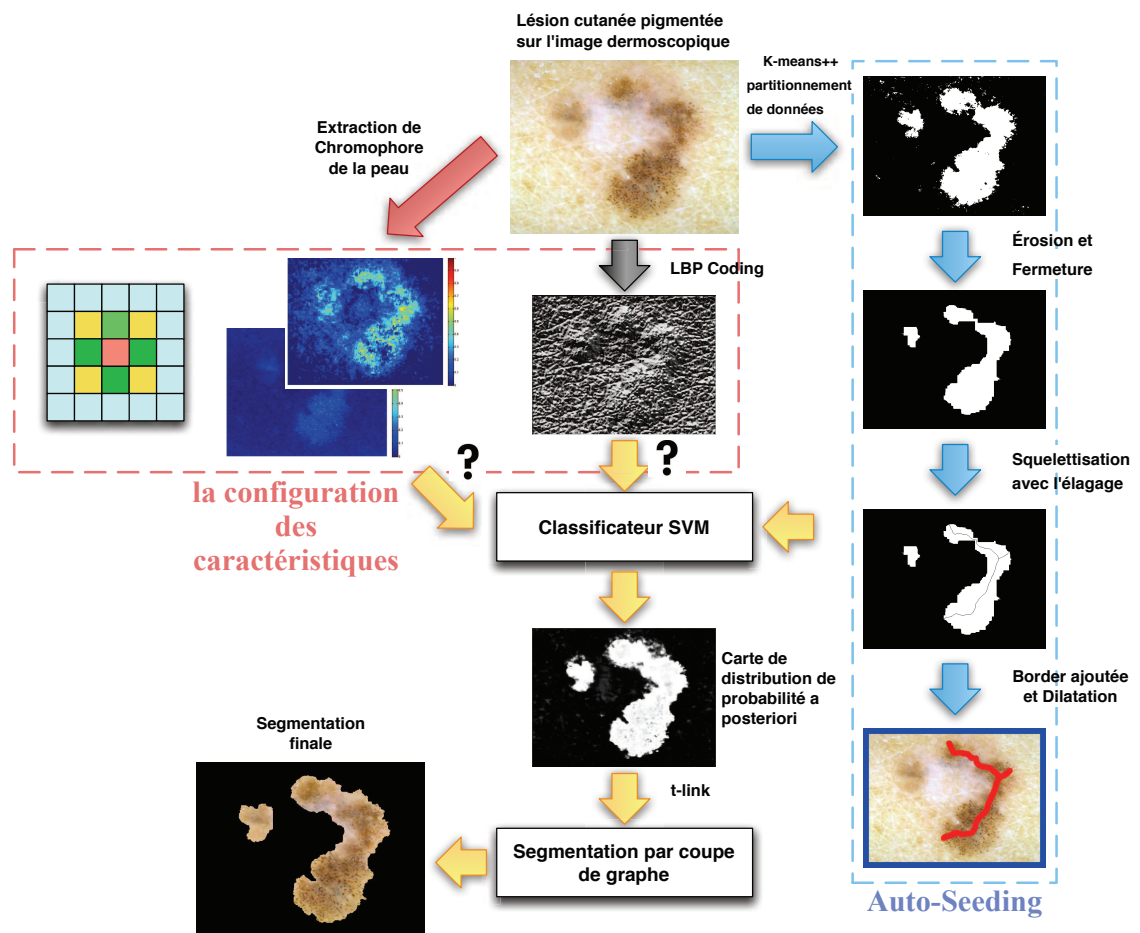 Lésion cutanée pigmentée
sur l'image dermoscopique
K-means++
partitionnement
de données
Extraction de
Chromophore
de la peau
LBP Coding
Érosion et
Fermeture
?
?
la configuration
des
caractéristiques
Squelettisation
avec l'élagage
Classificateur SVM
Carte de
distribution de
probabilité a
posteriori
Border ajoutée
et Dilatation
Segmentation
finale
t-link
Segmentation par coupe
de graphe
Auto-Seeding